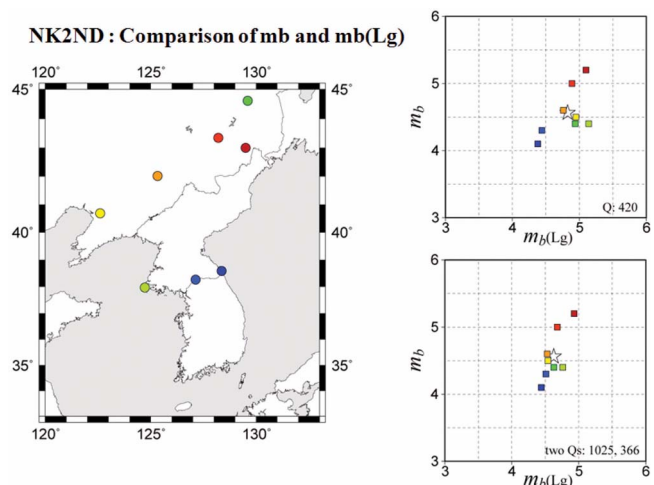 NK2ND : Comparison of mb and mb(Lg)
120˚ 125˚ 130˚
45˚ 45˚
40˚ 40˚
35˚ 35˚
120˚ 125˚ 130˚
6
5
4
3
mb
3 4 5 6
mb(Lg)
Q: 420
6
5
4
3
mb
3 4 5 6
mb(Lg)
two Qs: 1025, 366